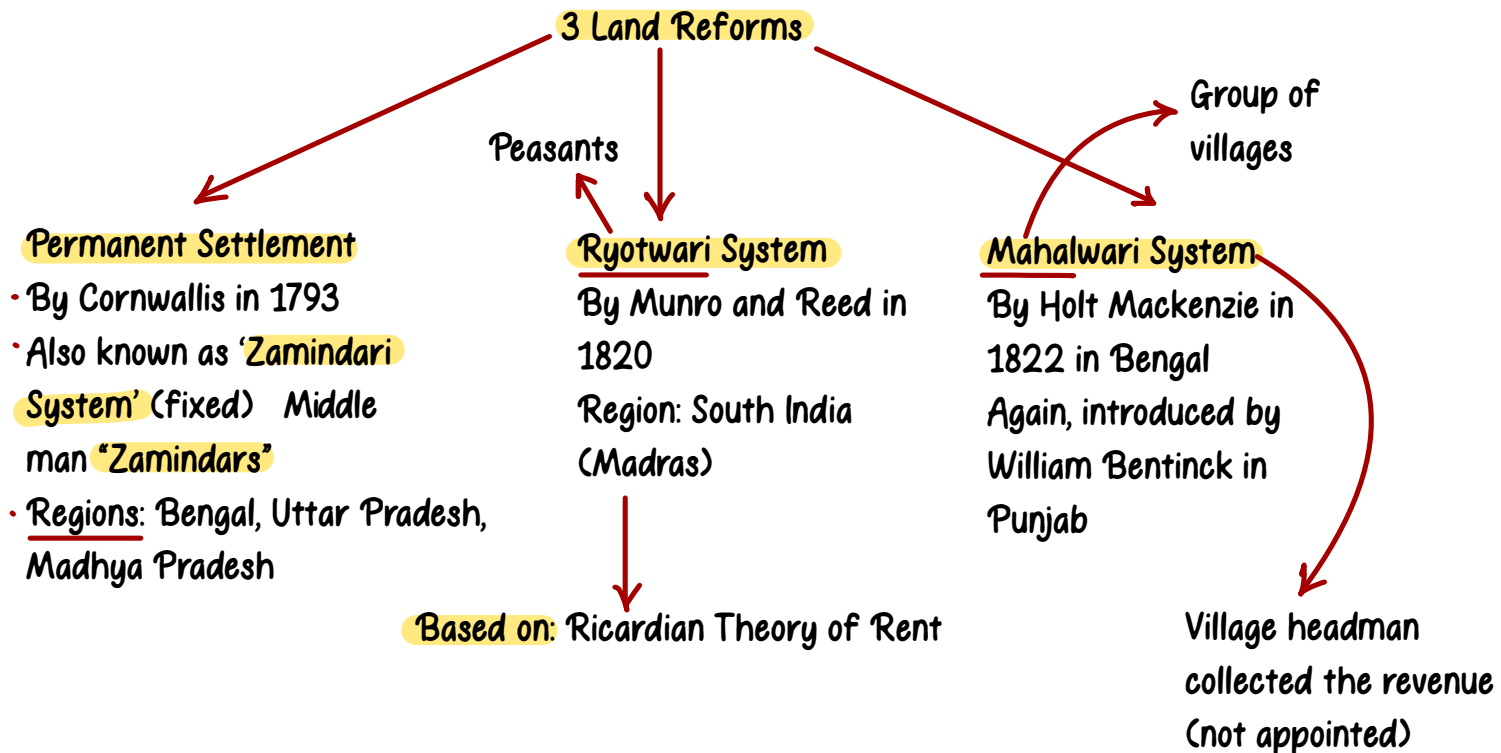 3 Land Reforms
Group of
villages
Peasants
Permanent Settlement
· By Cornwallis in 1793
· Also known as ‘Zamindari
System’ (fixed) Middle
man “Zamindars”
· Regions: Bengal, Uttar Pradesh,
Madhya Pradesh
Ryotwari System
By Munro and Reed in
1820
Region: South India
(Madras)
Based on: Ricardian Theory of Rent
Mahalwari System
By Holt Mackenzie in
1822 in Bengal
Again, introduced by
William Bentinck in
Punjab
Village headman
collected the revenue
(not appointed)